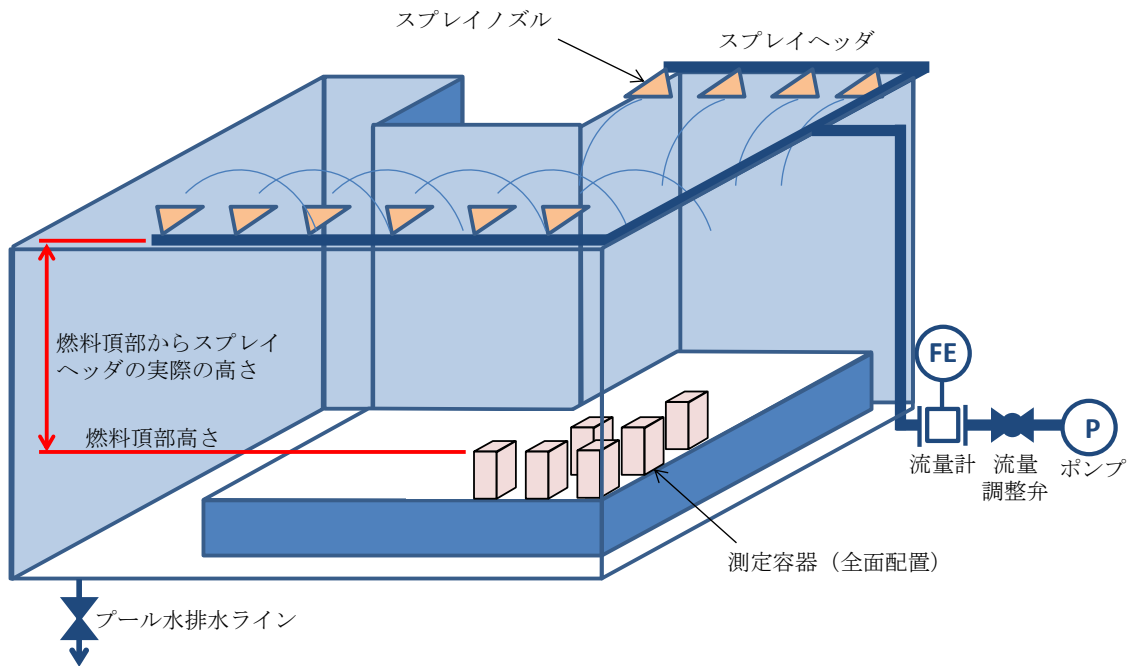 スプレイノズル
スプレイヘッダ
燃料頂部からスプレイ
ヘッダの実際の高さ
燃料頂部高さ
FE
P
流量計
流量
調整弁
ポンプ
測定容器（全面配置）
プール水排水ライン